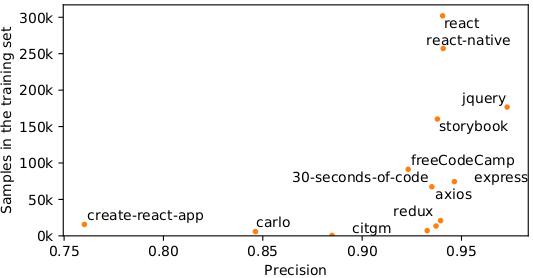 Samples in the training set
300k
250k
200k
150k
100k
50k
0k
react
react-native
jquery
storybook
freeCodeCamp
30-seconds-of-code
express
axios
redux
create-react-app
carlo
citgm
0.75
0.80
0.85
0.90
0.95
Precision